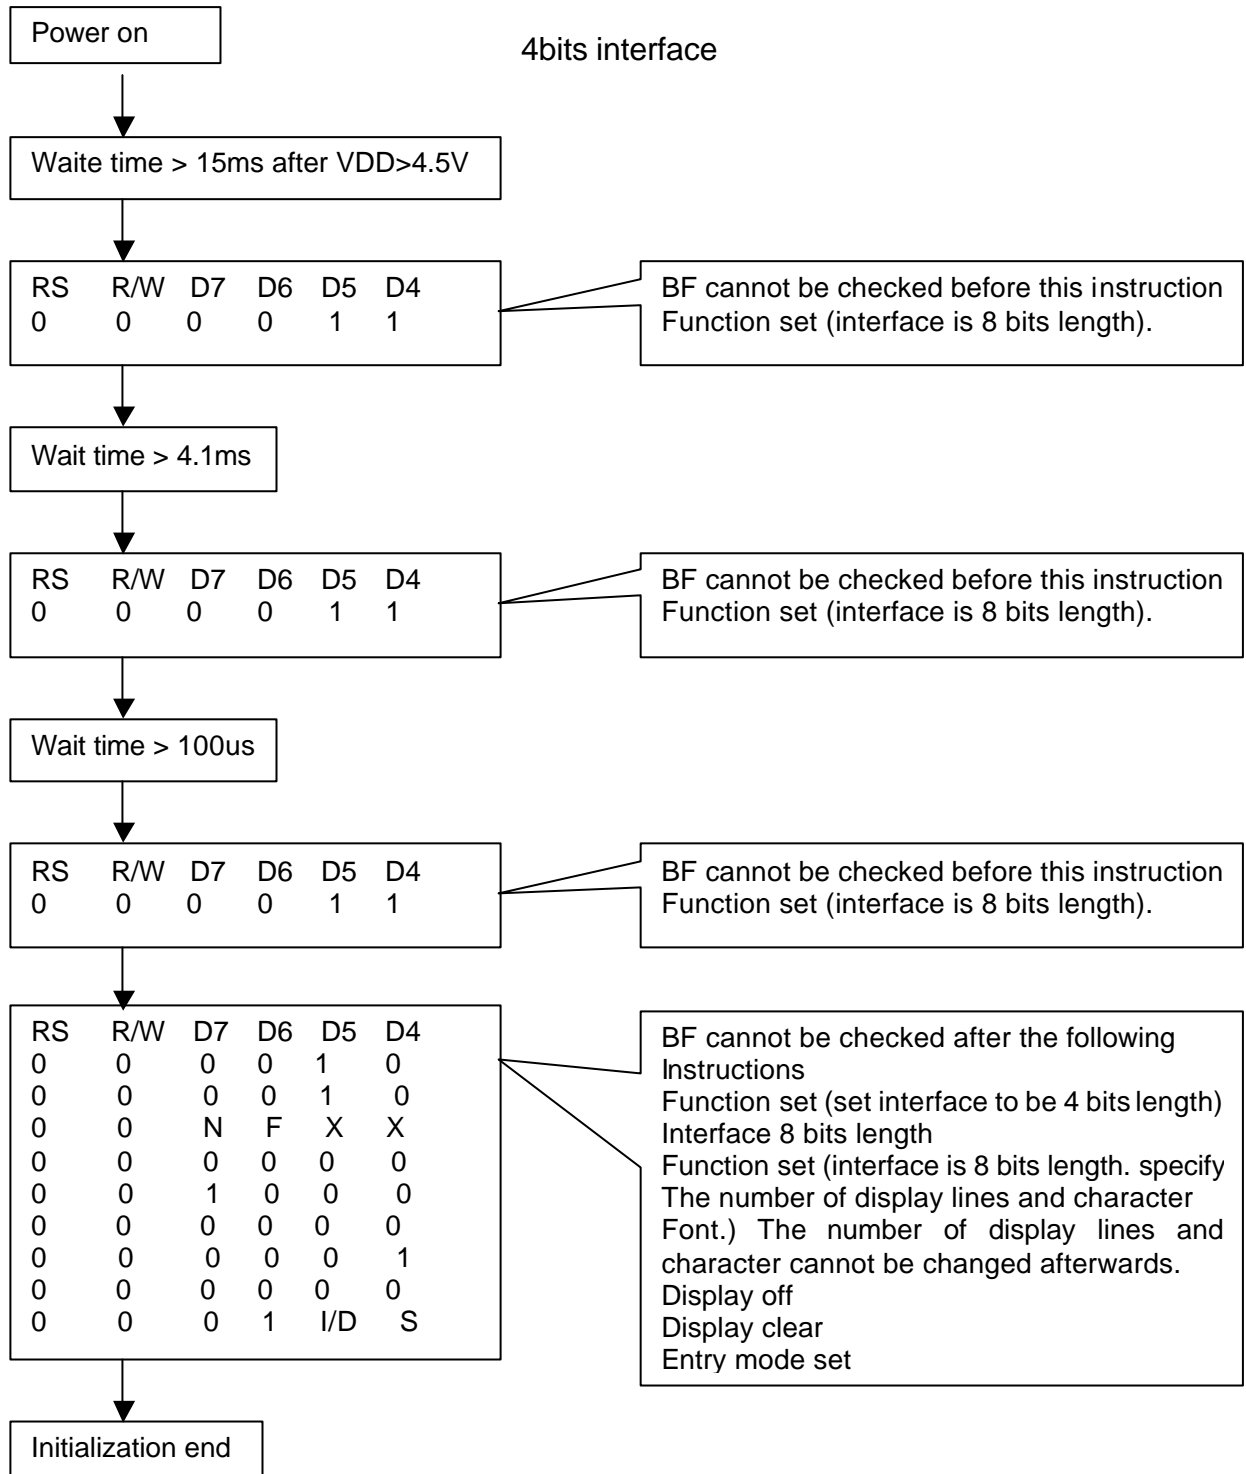 Power on
4bits interface
Waite time > 15ms after VDD>4.5V
RS R/W D7 D6 D5 D4
0 0 0 0 1 1
BF cannot be checked before this instruction
Function set (interface is 8 bits length).
Wait time > 4.1ms
RS R/W D7 D6 D5 D4
0 0 0 0 1 1
BF cannot be checked before this instruction
Function set (interface is 8 bits length).
Wait time > 100us
RS R/W D7 D6 D5 D4
0 0 0 0 1 1
BF cannot be checked before this instruction
Function set (interface is 8 bits length).
RS R/W D7 D6 D5 D4
0 0 0 0 1 0
0 0 0 0 1 0
0 0 N F X X
0 0 0 0 0 0
0 0 1 0 0 0
0 0 0 0 0 0
0 0 0 0 0 1
0 0 0 0 0 0
0 0 0 1 I/D S
BF cannot be checked after the following
Instructions
Function set (set interface to be 4 bits length)
Interface 8 bits length
Function set (interface is 8 bits length. specify
The number of display lines and character
Font.) The number of display lines and
character cannot be changed afterwards.
Display off
Display clear
Entry mode set
Initialization end